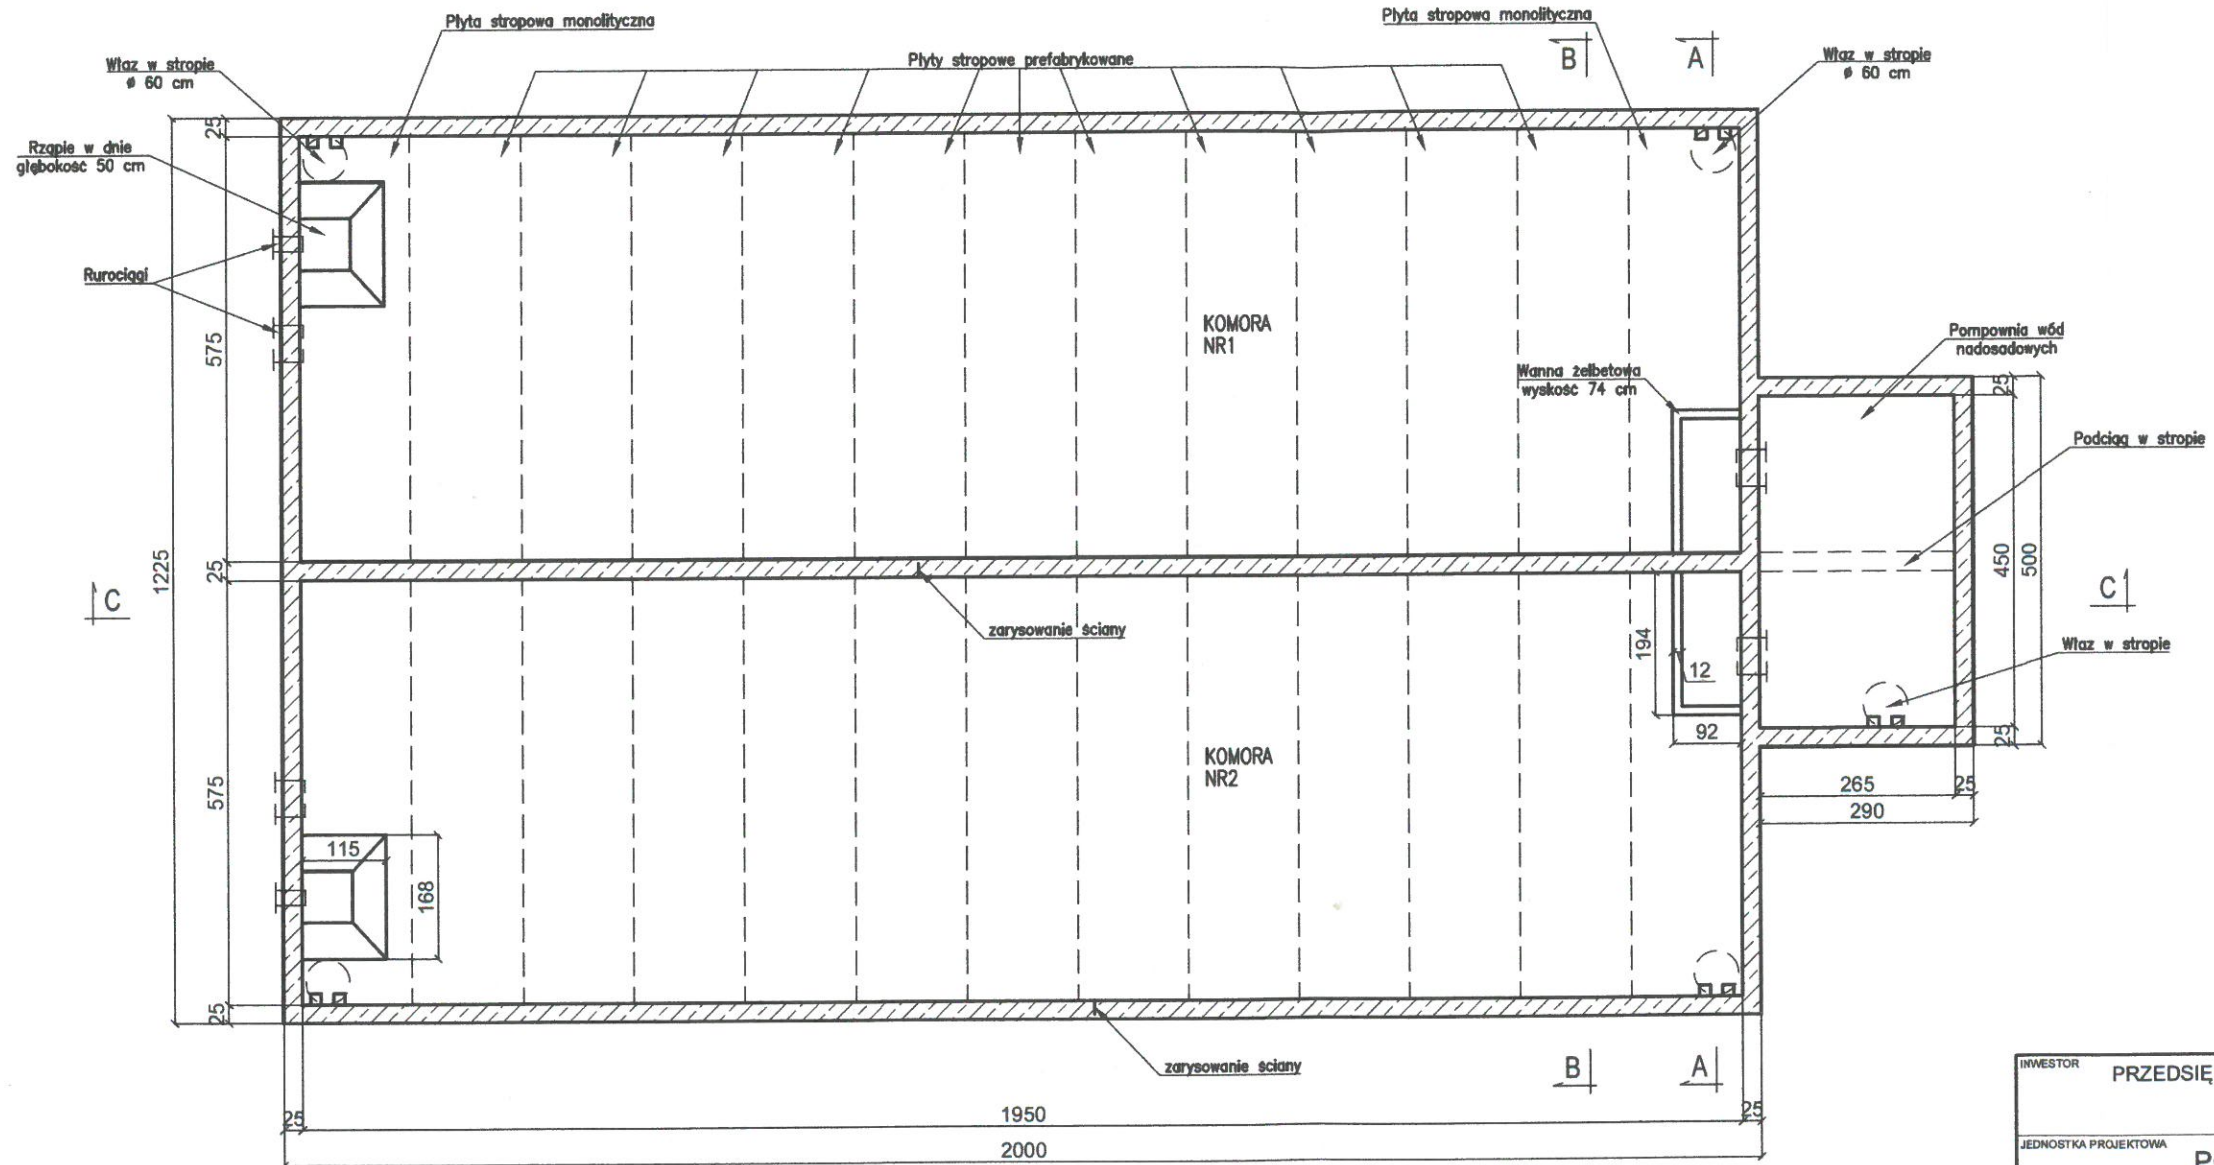 Płyta stropowa monolityczna
Płyta stropowa monolityczna
B
A
Właz w stropie
ø 60 cm
Płyty stropowe prefabrykowane
Właz w stropie
ø 60 cm
25
Rząpie w dnie
głębokość 50 cm
Rurociągi
575
KOMORA
NR1
Pompownia wód
nadosadowych
Wanna żelbetowa
wyskość 74 cm
25
Podciąg w stropie
1225
25
450
500
C
C
zarysowanie ściany
194
12
Właz w stropie
92
25
KOMORA
NR2
575
265
25
290
115
168
25
zarysowanie ściany
B
A
25
1950
25
2000
INWESTOR
PRZEDSIĘ
JEDNOSTKA PROJEKTOWA